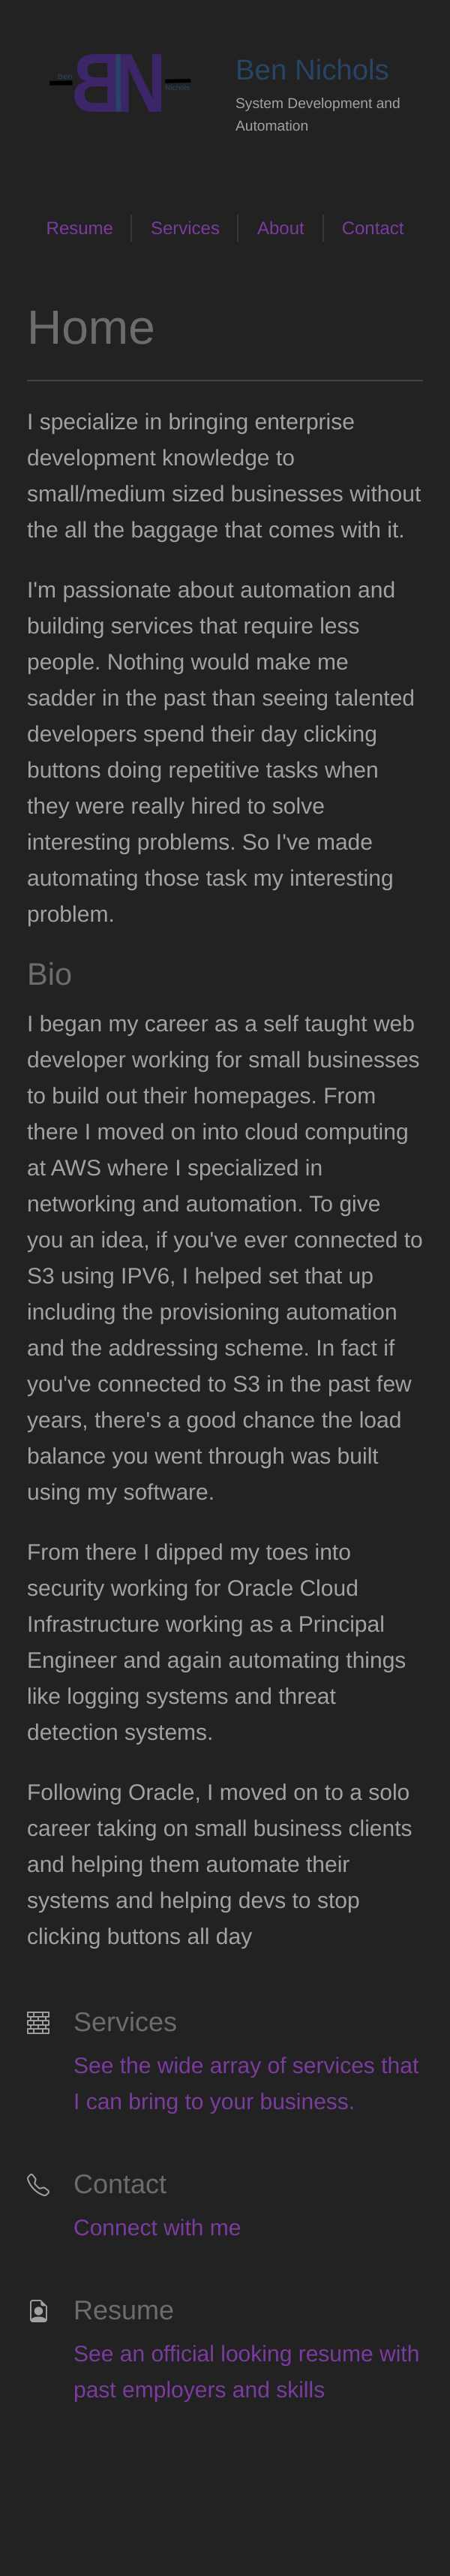 Ben
BN
Nichols
Ben Nichols
System Development and
Automation
Resume
Services
About
Contact
Home
I specialize in bringing enterprise
development knowledge to
small/medium sized businesses without
the all the baggage that comes with it.
I'm passionate about automation and
building services that require less
people. Nothing would make me
sadder in the past than seeing talented
developers spend their day clicking
buttons doing repetitive tasks when
they were really hired to solve
interesting problems. So I've made
automating those task my interesting
problem.
Bio
I began my career as a self taught web
developer working for small businesses
to build out their homepages. From
there I moved on into cloud computing
at AWS where I specialized in
networking and automation. To give
you an idea, if you've ever connected to
S3 using IPV6, I helped set that up
including the provisioning automation
and the addressing scheme. In fact if
you've connected to S3 in the past few
years, there's a good chance the load
balance you went through was built
using my software.
From there I dipped my toes into
security working for Oracle Cloud
Infrastructure working as a Principal
Engineer and again automating things
like logging systems and threat
detection systems.
Following Oracle, I moved on to a solo
career taking on small business clients
and helping them automate their
systems and helping devs to stop
clicking buttons all day
Services
See the wide array of services that
I can bring to your business.
Contact
Connect with me
Resume
See an official looking resume with
past employers and skills